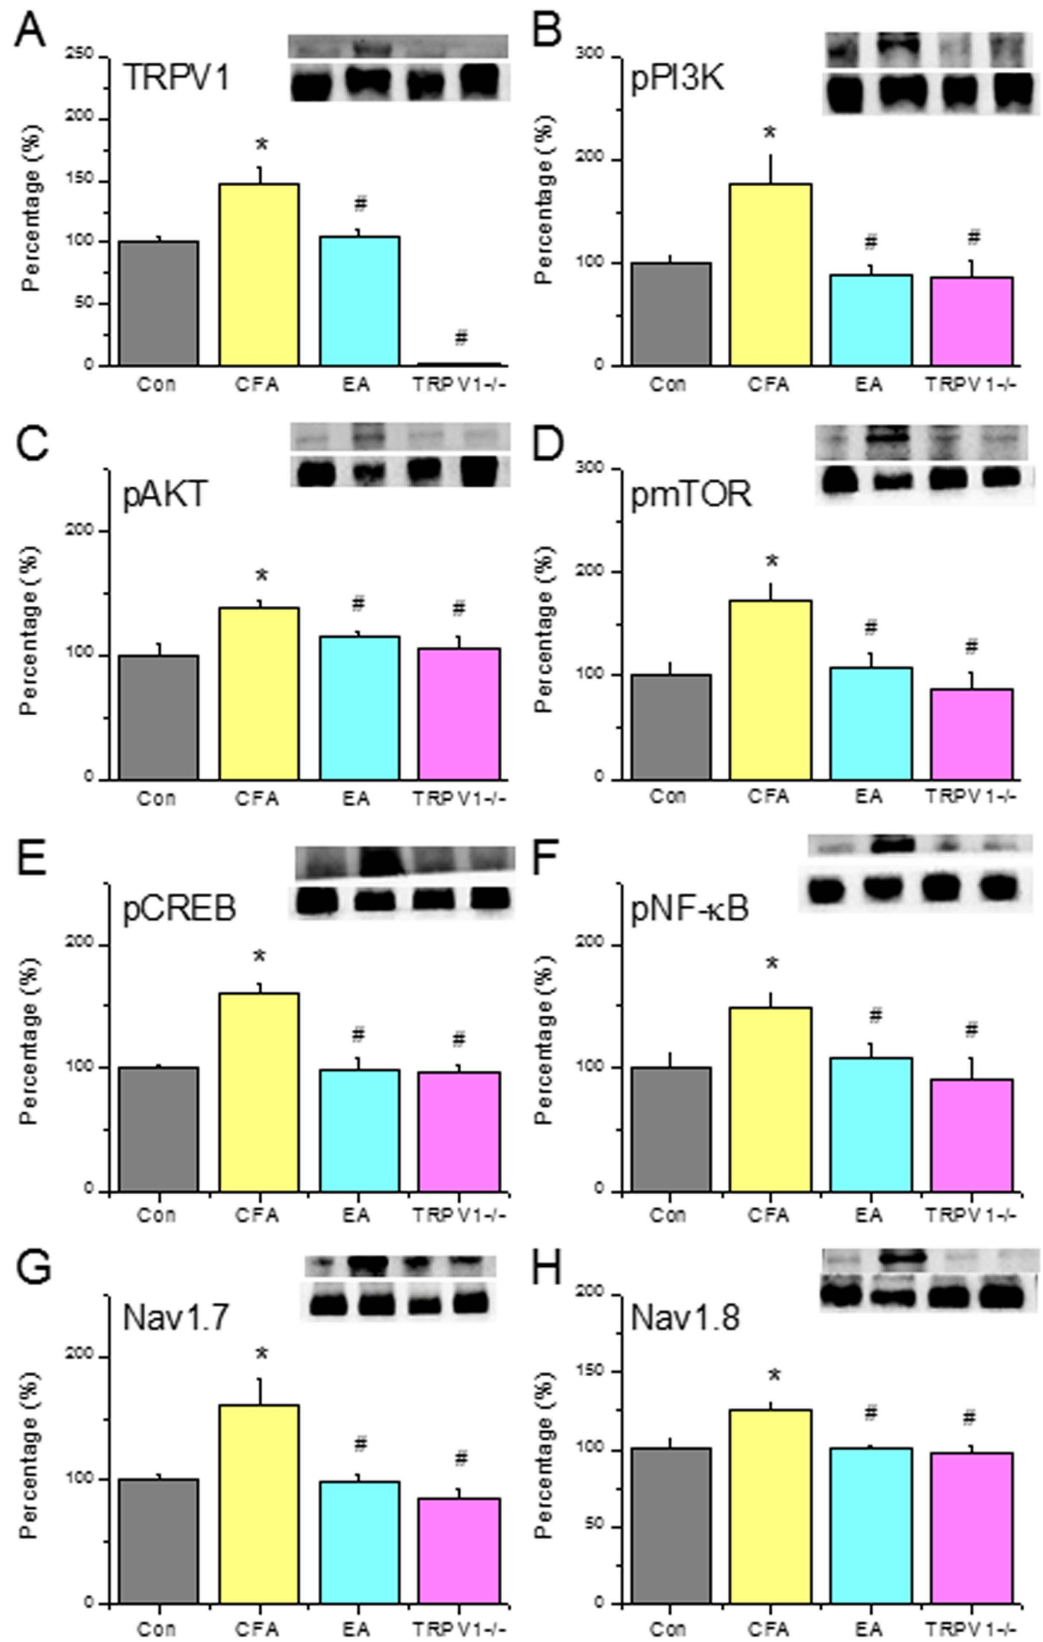 A
TRPV1
Percentage (%)
250
200
150
100
50
0
*
#
#
Con CFA EA TRPV1-/-
B
pPI3K
Percentage (%)
300
200
100
0
*
#
#
Con CFA EA TRPV1-/-
C
pAKT
Percentage (%)
200
100
0
*
#
#
Con CFA EA TRPV1-/-
D
pmTOR
Percentage (%)
300
200
100
0
*
#
#
Con CFA EA TRPV1-/-
E
pCREB
Percentage (%)
200
100
0
*
#
#
Con CFA EA TRPV1-/-
F
pNF-κB
Percentage (%)
200
100
0
*
#
#
Con CFA EA TRPV1-/-
G
Nav1.7
Percentage (%)
200
100
0
*
#
#
Con CFA EA TRPV1-/-
H
Nav1.8
Percentage (%)
200
150
100
50
0
*
#
#
Con CFA EA TRPV1-/-